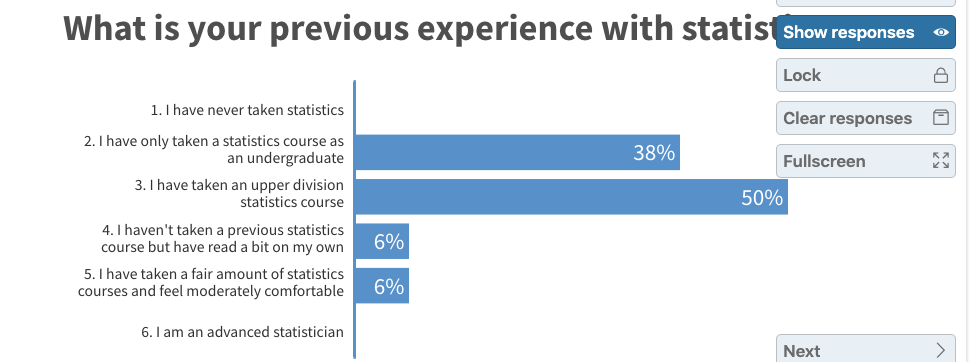 What is your previous experience with
Show responses
Lock
Clear responses
Fullscreen
1. I have never taken statistics
2. I have only taken a statistics course as
an undergraduate
38%
3. I have taken an upper division
statistics course
50%
4. I haven't taken a previous statistics
course but have read a bit on my own
6%
5. I have taken a fair amount of statistics
courses and feel moderately comfortable
6%
6. I am an advanced statistician
Next